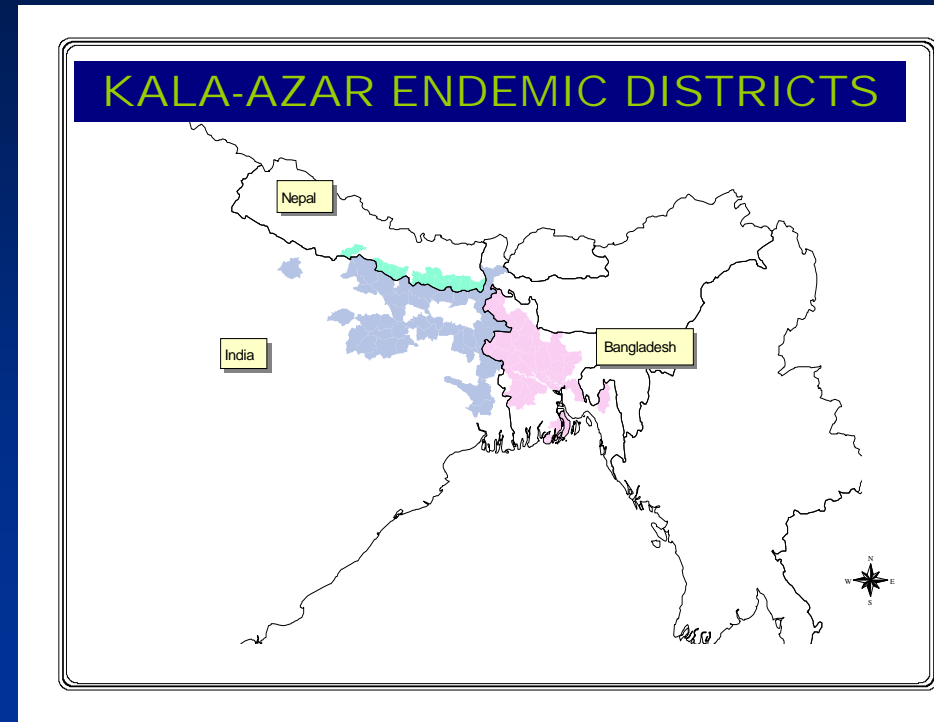 KALA-AZAR ENDEMIC DISTRICTS
Nepal
India
Bangladesh
N
W E
S